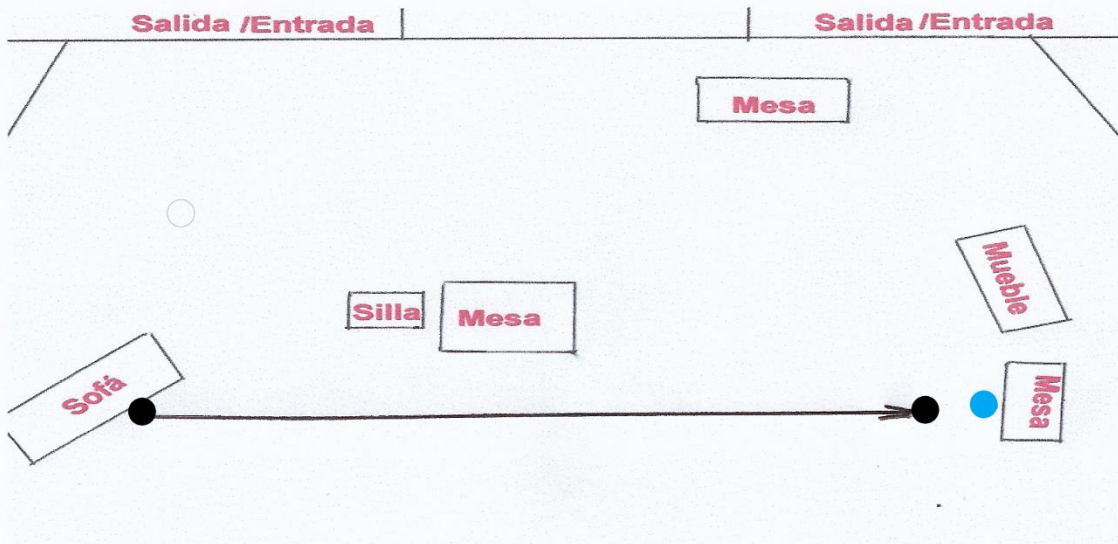 Salida /Entrada
Salida /Entrada
Mesa
Mueble
Silla
Mesa
Sofá
Mesa